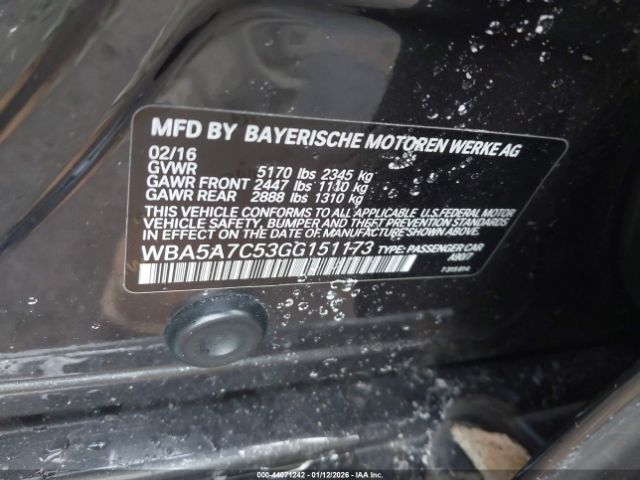 MFD BY BAYERISCHE MOTOREN WERKE AG
02/16
GVWR 5170 lbs 2345 kg
GAWR FRONT 2447 lbs 1110 kg
GAWR REAR 2888 lbs 1310 kg
THIS VEHICLE CONFORMS TO ALL APPLICABLE U.S. FEDERAL MOTOR
VEHICLE SAFETY, BUMPER, AND THEFT PREVENTION STANDARDS
IN EFFECT ON THE DATE OF MANUFACTURE SHOWN ABOVE.
WBA5A7C53GG151173 TYPE: PASSENGER CAR
A90/7
000-44071242 - 01/12/2026 - IAAI Inc.